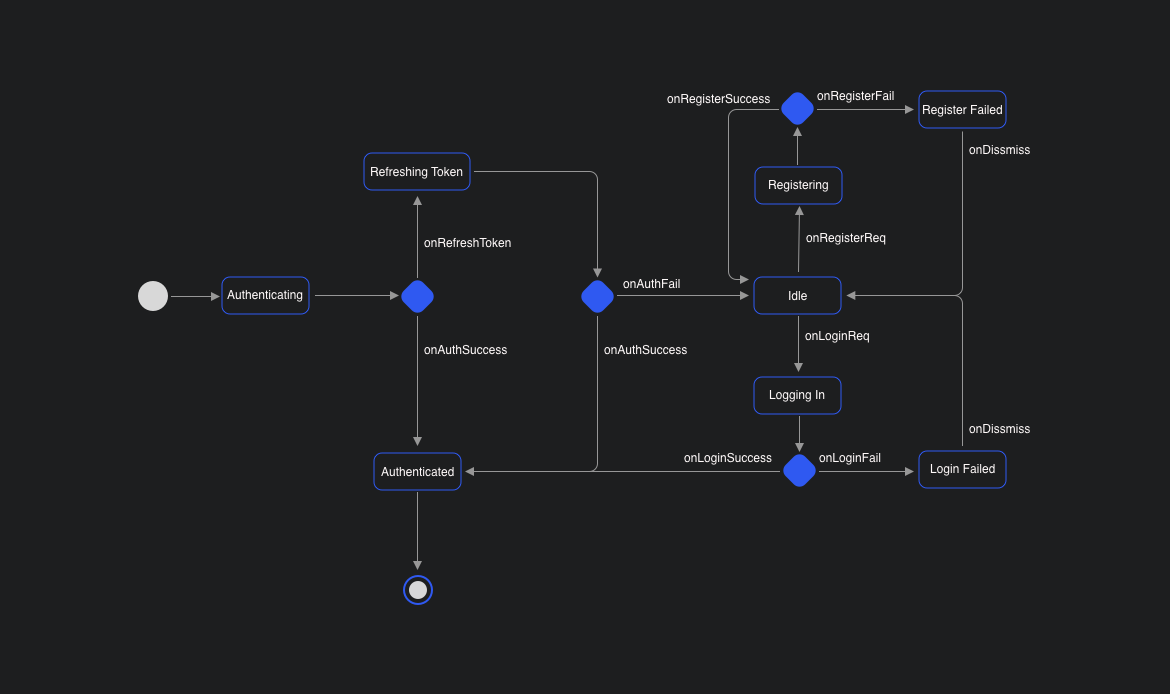 onRegisterSuccess
onRegisterFail
Register Failed
onDissmiss
Refreshing Token
Registering
onRefreshToken
onRegisterReq
Authenticating
onAuthFail
Idle
onAuthSuccess
onAuthSuccess
onLoginReq
Logging In
onDissmiss
Authenticated
onLoginSuccess
onLoginFail
Login Failed